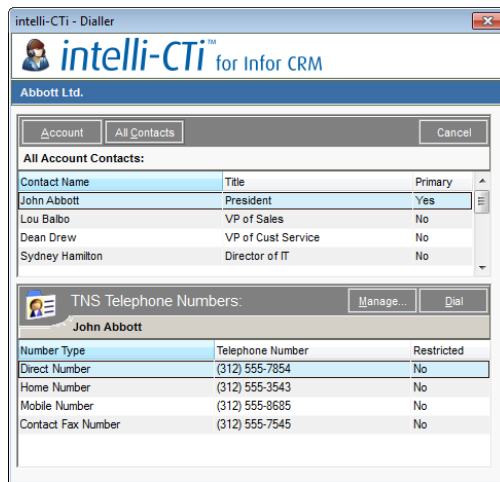 intelli-CTi - Dialler
intelli-CTi™ for Infor CRM
Abbott Ltd.
Account All Contacts Cancel
All Account Contacts:
Contact Name Title Primary
John Abbott President Yes
Lou Balbo VP of Sales No
Dean Drew VP of Cust Service No
Sydney Hamilton Director of IT No
TNS Telephone Numbers: Manage... Dial
John Abbott
Number Type Telephone Number Restricted
Direct Number (312) 555-7854 No
Home Number (312) 555-3543 No
Mobile Number (312) 555-8685 No
Contact Fax Number (312) 555-7545 No